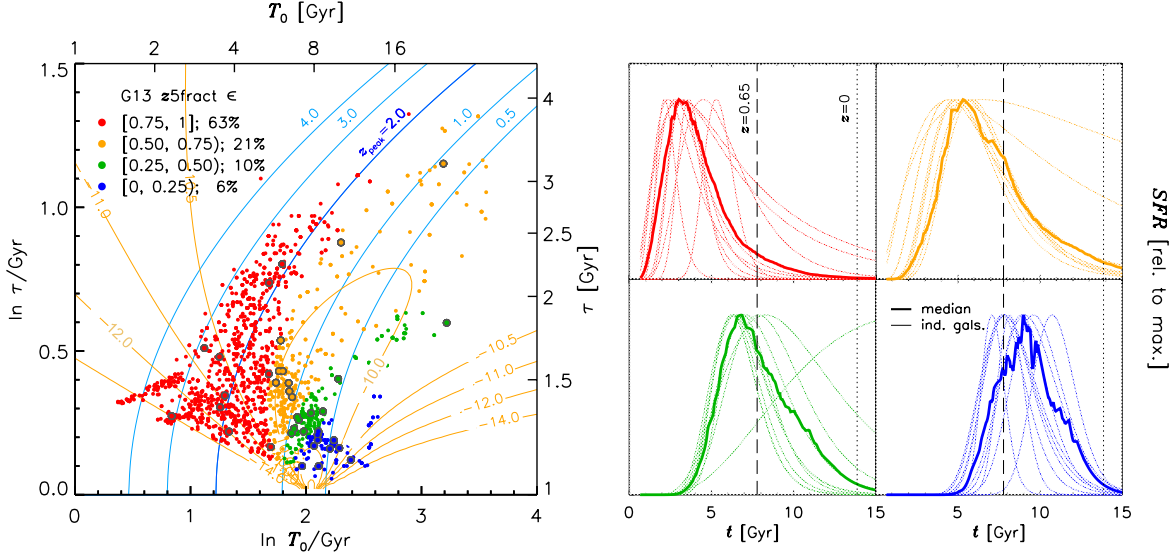 T₀ [Gyr]
1 2 4 8 16
1.5
1.0
0.5
0.0
ln τ/Gyr
G13 z5fract ∈
[0.75, 1]; 63%
[0.50, 0.75); 21%
[0.25, 0.50); 10%
[0, 0.25); 6%
4.0
3.0
z_peak=2.0
1.0
0.5
-11.0
-10.5
-12.0
-14.0
-10.0
-10.5
-11.0
-12.0
-14.0
4
3
2.5
2
1.5
1
τ [Gyr]
0 1 2 3 4
ln T₀/Gyr
z=0.65
z=0
median
ind. gals.
SFR [rel. to max.]
0 5 10 15
5 10 15
t [Gyr]
t [Gyr]